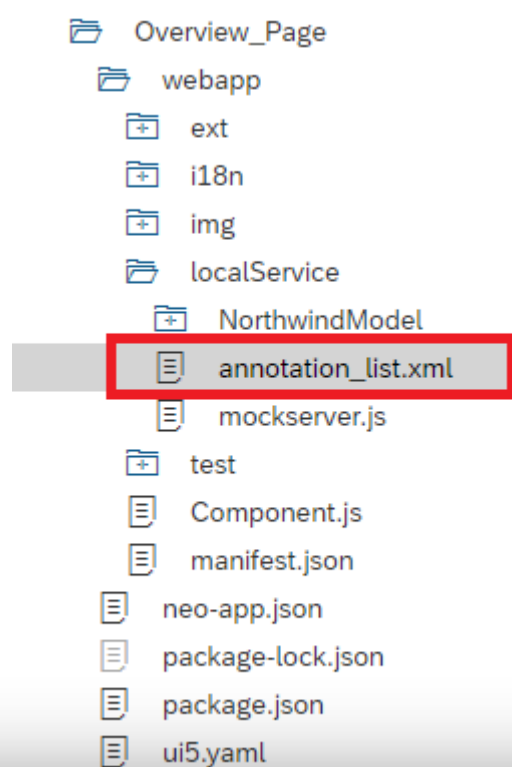 Overview_Page
webapp
ext
i18n
img
localService
NorthwindModel
annotation_list.xml
mockserver.js
test
Component.js
manifest.json
neo-app.json
package-lock.json
package.json
ui5.yaml